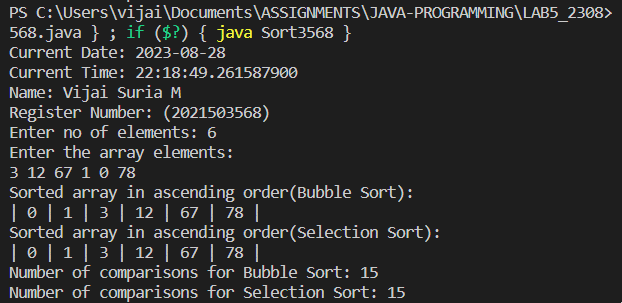 PS C:\Users\vijai\Documents\ASSIGNMENTS\JAVA-PROGRAMMING\LAB5_2308>
568.java } ; if ($?) { java Sort3568 }
Current Date: 2023-08-28
Current Time: 22:18:49.261587900
Name: Vijai Suria M
Register Number: (2021503568)
Enter no of elements: 6
Enter the array elements:
3 12 67 1 0 78
Sorted array in ascending order(Bubble Sort):
| 0 | 1 | 3 | 12 | 67 | 78 |
Sorted array in ascending order(Selection Sort):
| 0 | 1 | 3 | 12 | 67 | 78 |
Number of comparisons for Bubble Sort: 15
Number of comparisons for Selection Sort: 15